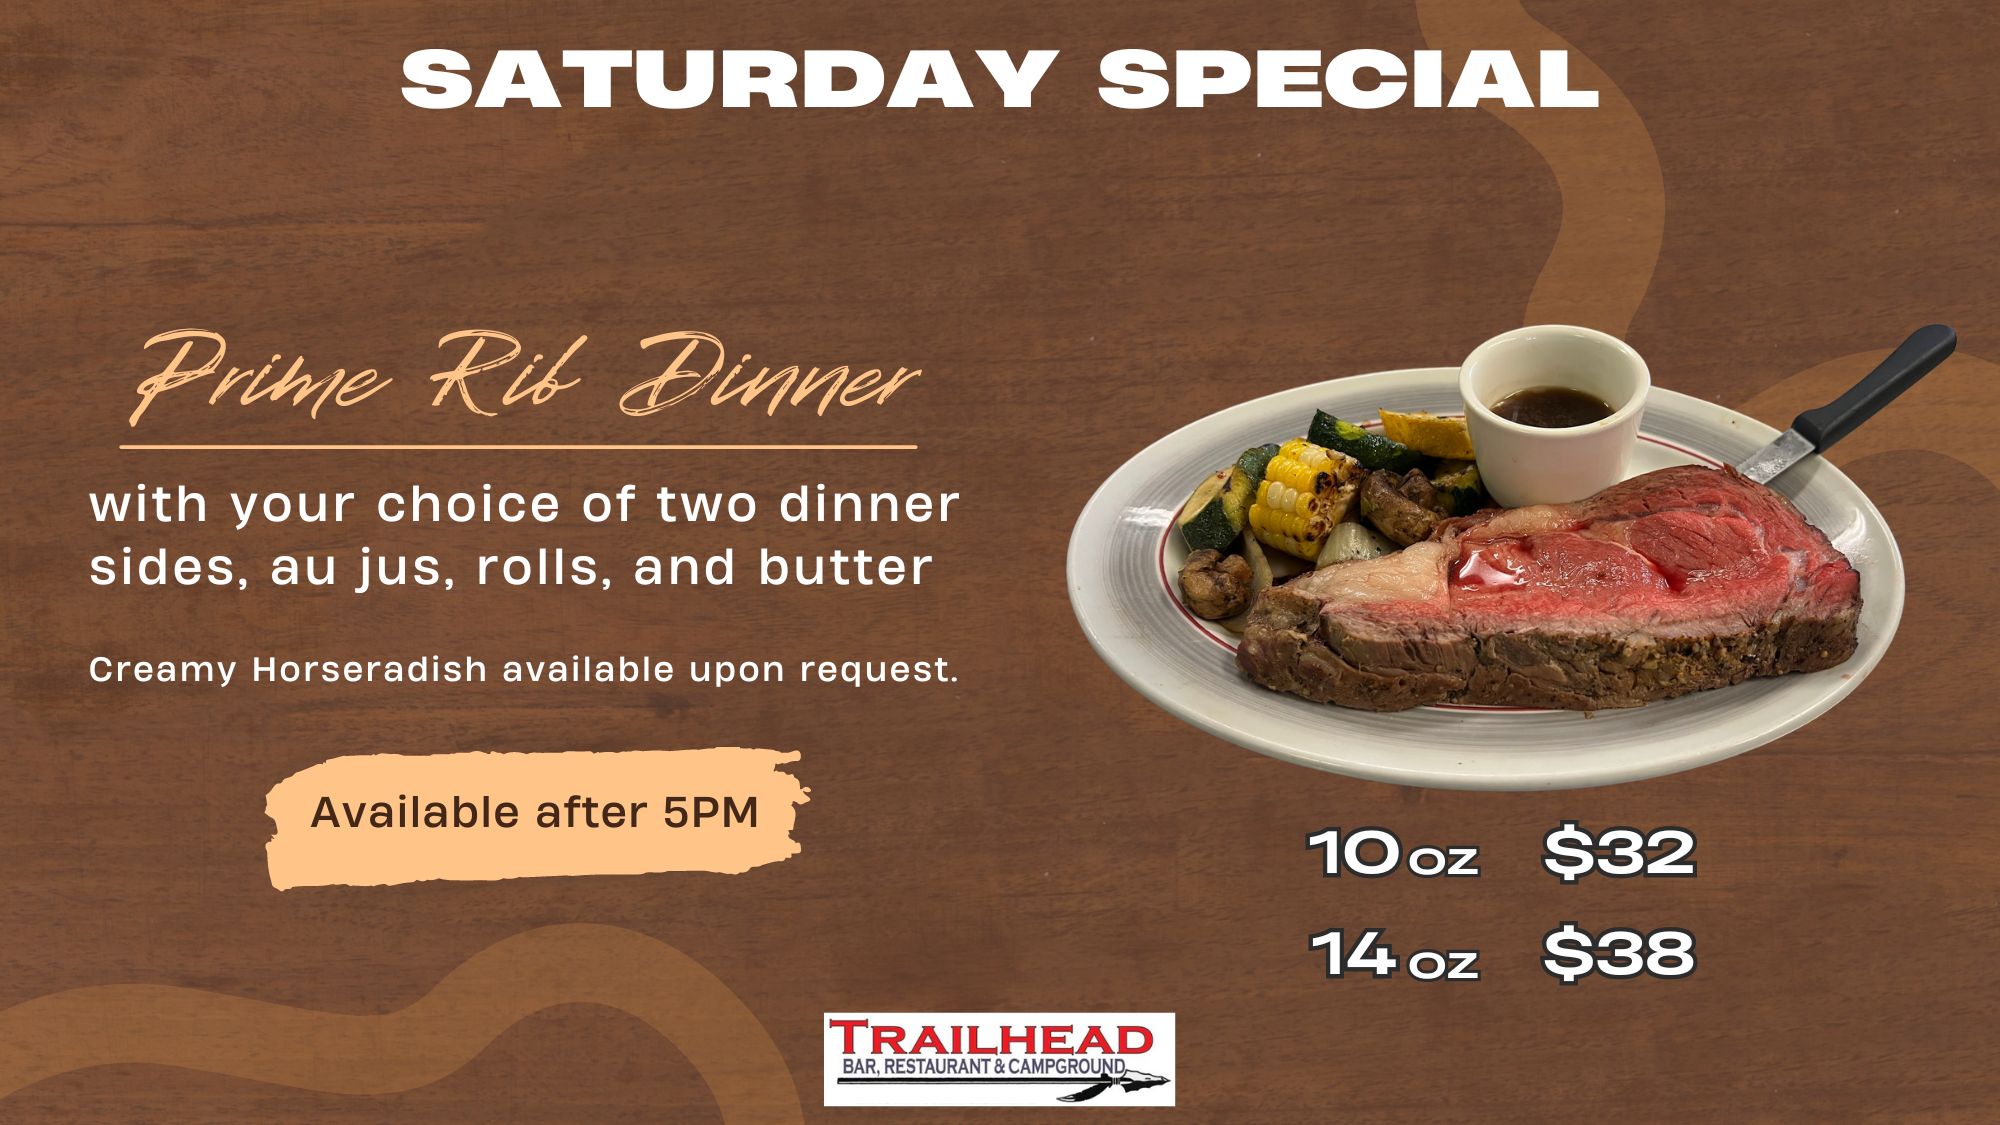 SATURDAY SPECIAL
Prime Rib Dinner
with your choice of two dinner
sides, au jus, rolls, and butter
Creamy Horseradish available upon request.
Available after 5PM
10 oz $32
14 oz $38
TRAILHEAD
BAR, RESTAURANT & CAMPGROUND